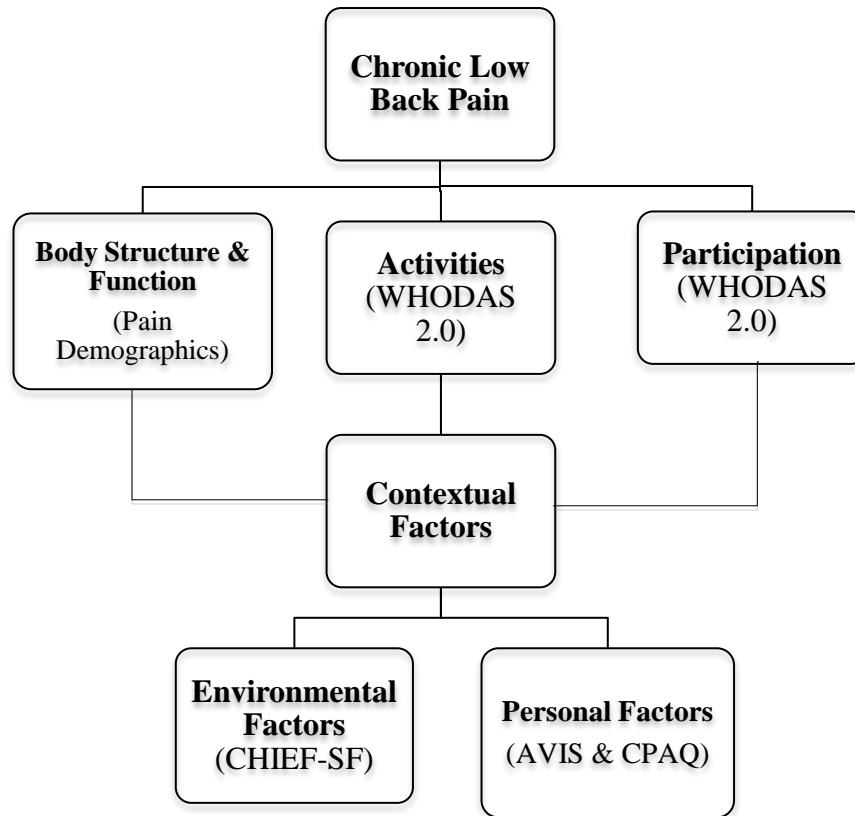 Chronic Low
Back Pain
Body Structure &
Function
(Pain
Demographics)
Activities
(WHODAS
2.0)
Participation
(WHODAS
2.0)
Contextual
Factors
Environmental
Factors
(CHIEF-SF)
Personal Factors
(AVIS & CPAQ)